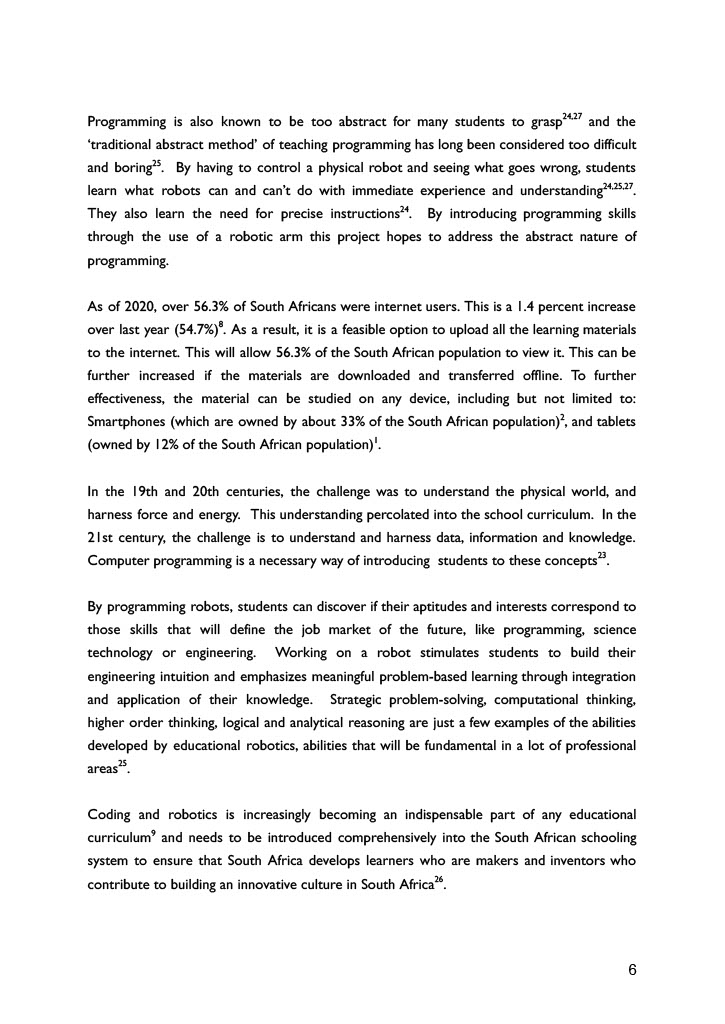 Programming is also known to be too abstract for many students to grasp24,27 and the
‘traditional abstract method’ of teaching programming has long been considered too difficult
and boring25.  By having to control a physical robot and seeing what goes wrong, students
learn what robots can and can’t do with immediate experience and understanding24,25,27.
They also learn the need for precise instructions24.  By introducing programming skills
through the use of a robotic arm this project hopes to address the abstract nature of
programming.
As of 2020, over 56.3% of South Africans were internet users. This is a 1.4 percent increase
over last year (54.7%)8. As a result, it is a feasible option to upload all the learning materials
to the internet. This will allow 56.3% of the South African population to view it. This can be
further increased if the materials are downloaded and transferred offline. To further
effectiveness, the material can be studied on any device, including but not limited to:
Smartphones (which are owned by about 33% of the South African population)2, and tablets
(owned by 12% of the South African population)1.
In the 19th and 20th centuries, the challenge was to understand the physical world, and
harness force and energy.  This understanding percolated into the school curriculum.  In the
21st century, the challenge is to understand and harness data, information and knowledge.
Computer programming is a necessary way of introducing  students to these concepts23.
By programming robots, students can discover if their aptitudes and interests correspond to
those skills that will define the job market of the future, like programming, science
technology or engineering.  Working on a robot stimulates students to build their
engineering intuition and emphasizes meaningful problem-based learning through integration
and application of their knowledge.  Strategic problem-solving, computational thinking,
higher order thinking, logical and analytical reasoning are just a few examples of the abilities
developed by educational robotics, abilities that will be fundamental in a lot of professional
areas25.
Coding and robotics is increasingly becoming an indispensable part of any educational
curriculum9 and needs to be introduced comprehensively into the South African schooling
system to ensure that South Africa develops learners who are makers and inventors who
contribute to building an innovative culture in South Africa26.
6